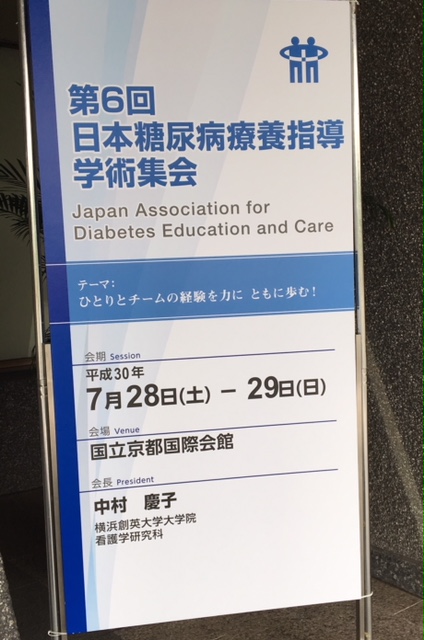 第6回
日本糖尿病療養指導
学術集会
Japan Association for
Diabetes Education and Care
テーマ:
ひとりとチームの経験を力に ともに歩む!
会期 Session
平成30年
7月28日(土) − 29日(日)
会場 Venue
国立京都国際会館
会長 President
中村 慶子
横浜創英大学大学院
看護学研究科